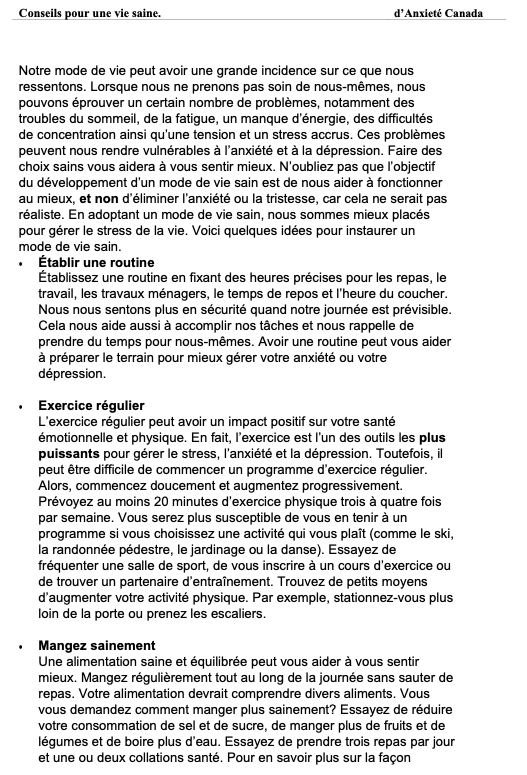 Conseils pour une vie saine. d’Anxieté Canada
Notre mode de vie peut avoir une grande incidence sur ce que nous
ressentons. Lorsque nous ne prenons pas soin de nous-mêmes, nous
pouvons éprouver un certain nombre de problèmes, notamment des
troubles du sommeil, de la fatigue, un manque d’énergie, des difficultés
de concentration ainsi qu’une tension et un stress accrus. Ces problèmes
peuvent nous rendre vulnérables à l’anxiété et à la dépression. Faire des
choix sains vous aidera à vous sentir mieux. N’oubliez pas que l’objectif
du développement d’un mode de vie sain est de nous aider à fonctionner
au mieux, et non d’éliminer l’anxiété ou la tristesse, car cela ne serait pas
réaliste. En adoptant un mode de vie sain, nous sommes mieux placés
pour gérer le stress de la vie. Voici quelques idées pour instaurer un
mode de vie sain.
• Établir une routine
Établissez une routine en fixant des heures précises pour les repas, le
travail, les travaux ménagers, le temps de repos et l’heure du coucher.
Nous nous sentons plus en sécurité quand notre journée est prévisible.
Cela nous aide aussi à accomplir nos tâches et nous rappelle de
prendre du temps pour nous-mêmes. Avoir une routine peut vous aider
à préparer le terrain pour mieux gérer votre anxiété ou votre
dépression.
• Exercice régulier
L’exercice régulier peut avoir un impact positif sur votre santé
émotionnelle et physique. En fait, l’exercice est l’un des outils les plus
puissants pour gérer le stress, l’anxiété et la dépression. Toutefois, il
peut être difficile de commencer un programme d’exercice régulier.
Alors, commencez doucement et augmentez progressivement.
Prévoyez au moins 20 minutes d’exercice physique trois à quatre fois
par semaine. Vous serez plus susceptible de vous en tenir à un
programme si vous choisissez une activité qui vous plaît (comme le ski,
la randonnée pédestre, le jardinage ou la danse). Essayez de
fréquenter une salle de sport, de vous inscrire à un cours d’exercice ou
de trouver un partenaire d’entraînement. Trouvez de petits moyens
d’augmenter votre activité physique. Par exemple, stationnez-vous plus
loin de la porte ou prenez les escaliers.
• Mangez sainement
Une alimentation saine et équilibrée peut vous aider à vous sentir
mieux. Mangez régulièrement tout au long de la journée sans sauter de
repas. Votre alimentation devrait comprendre divers aliments. Vous
vous demandez comment manger plus sainement? Essayez de réduire
votre consommation de sel et de sucre, de manger plus de fruits et de
légumes et de boire plus d’eau. Essayez de prendre trois repas par jour
et une ou deux collations santé. Pour en savoir plus sur la façon